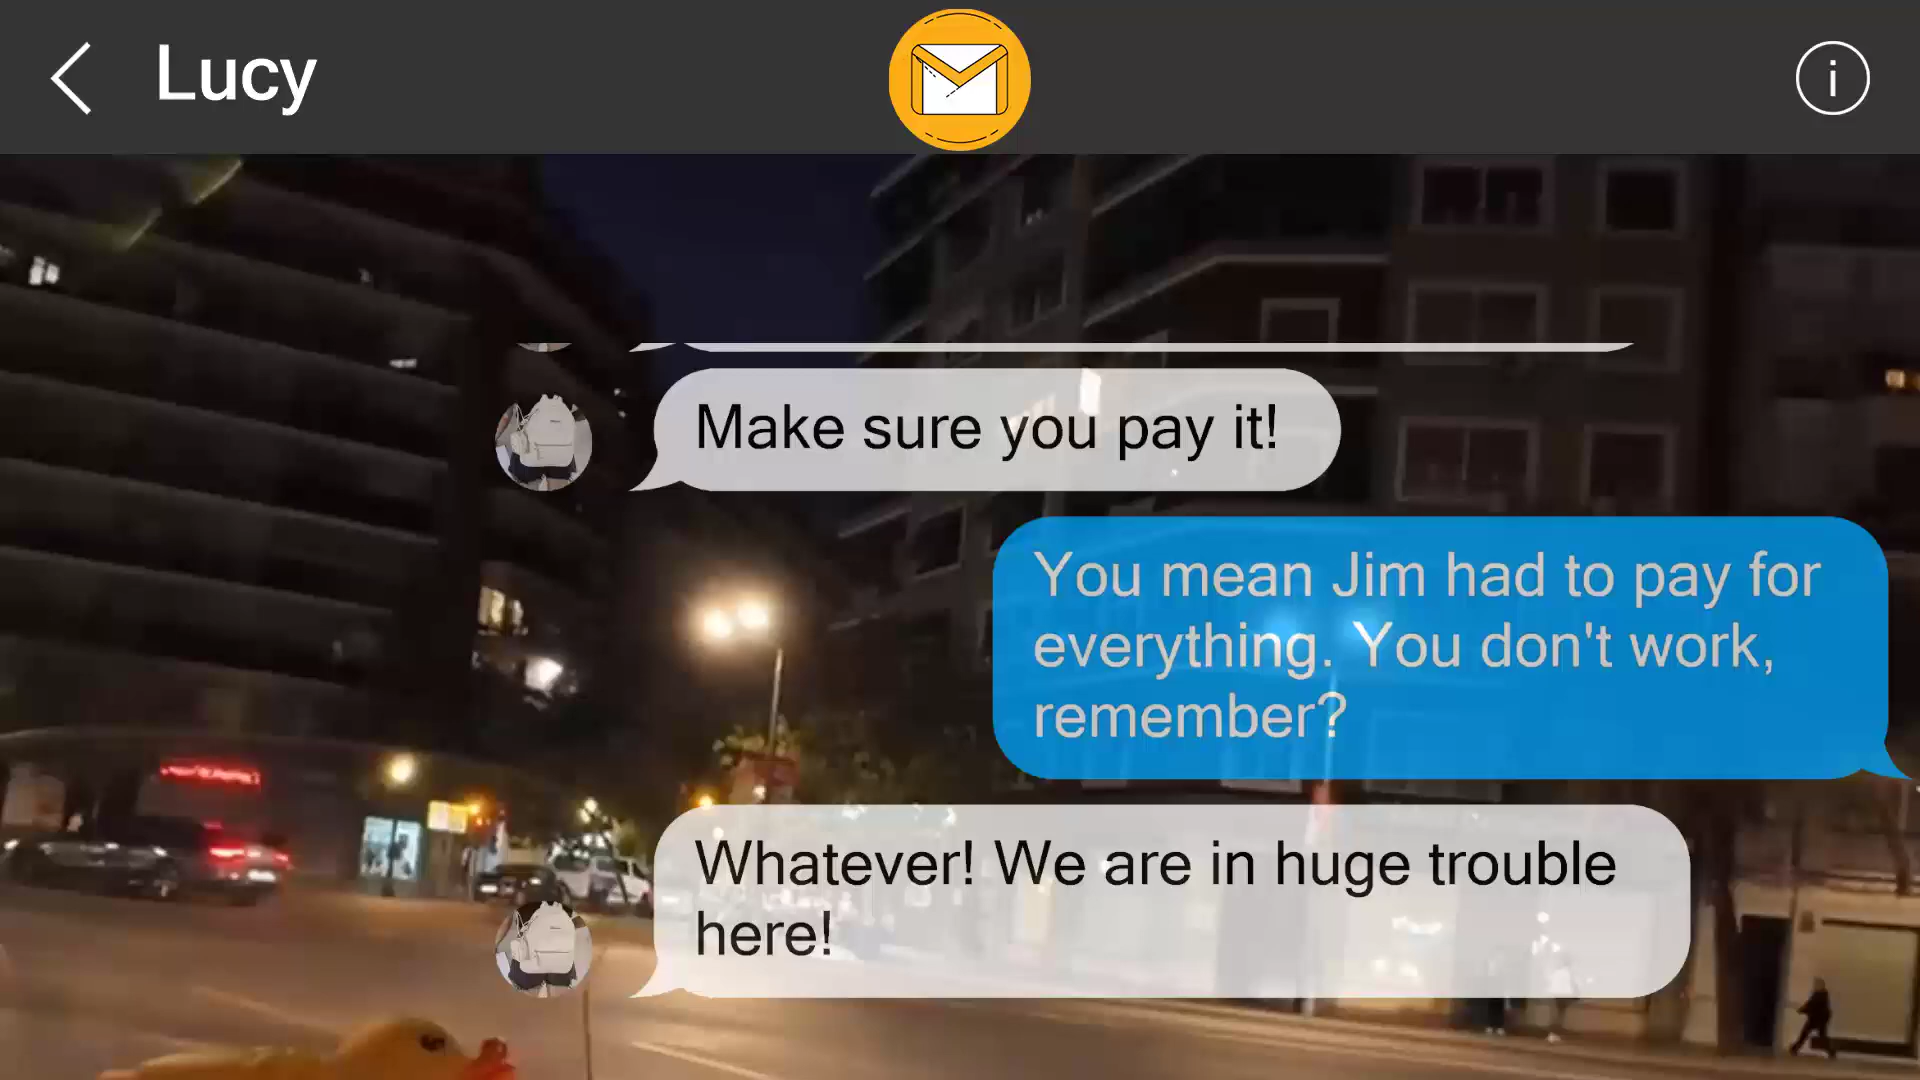 Lucy
Make sure you pay it!
You mean Jim had to pay for
everything. You don't work,
remember?
Whatever! We are in huge trouble
here!